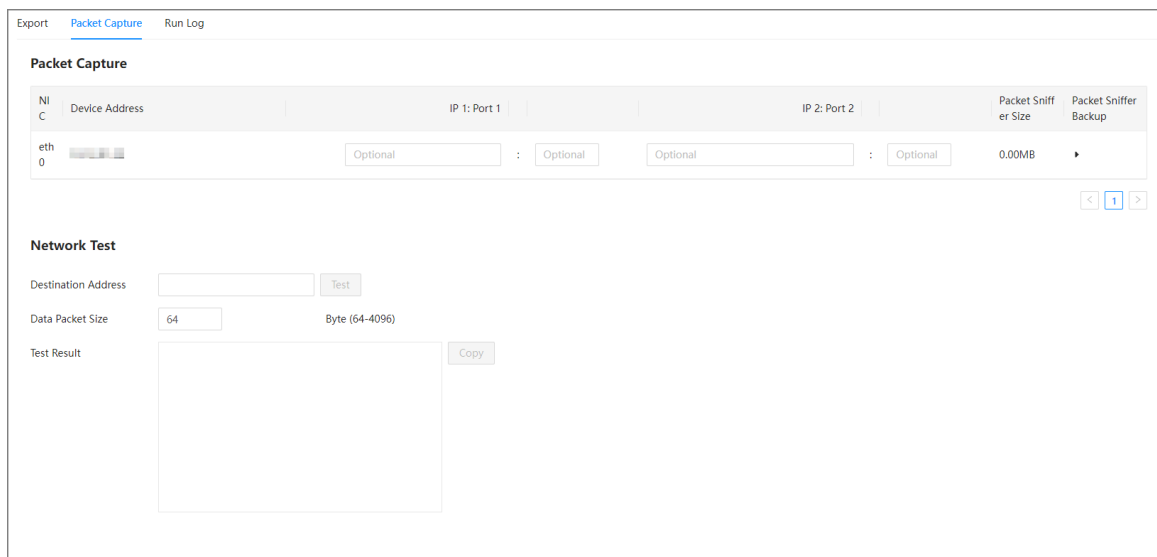 Export Packet Capture Run Log
Packet Capture
NI
C
Device Address
IP 1: Port 1
IP 2: Port 2
Packet Sniff
er Size
Packet Sniffer
Backup
eth
0
Optional : Optional Optional : Optional 0.00MB
< 1 >
Network Test
Destination Address Test
Data Packet Size 64 Byte (64-4096)
Test Result Copy